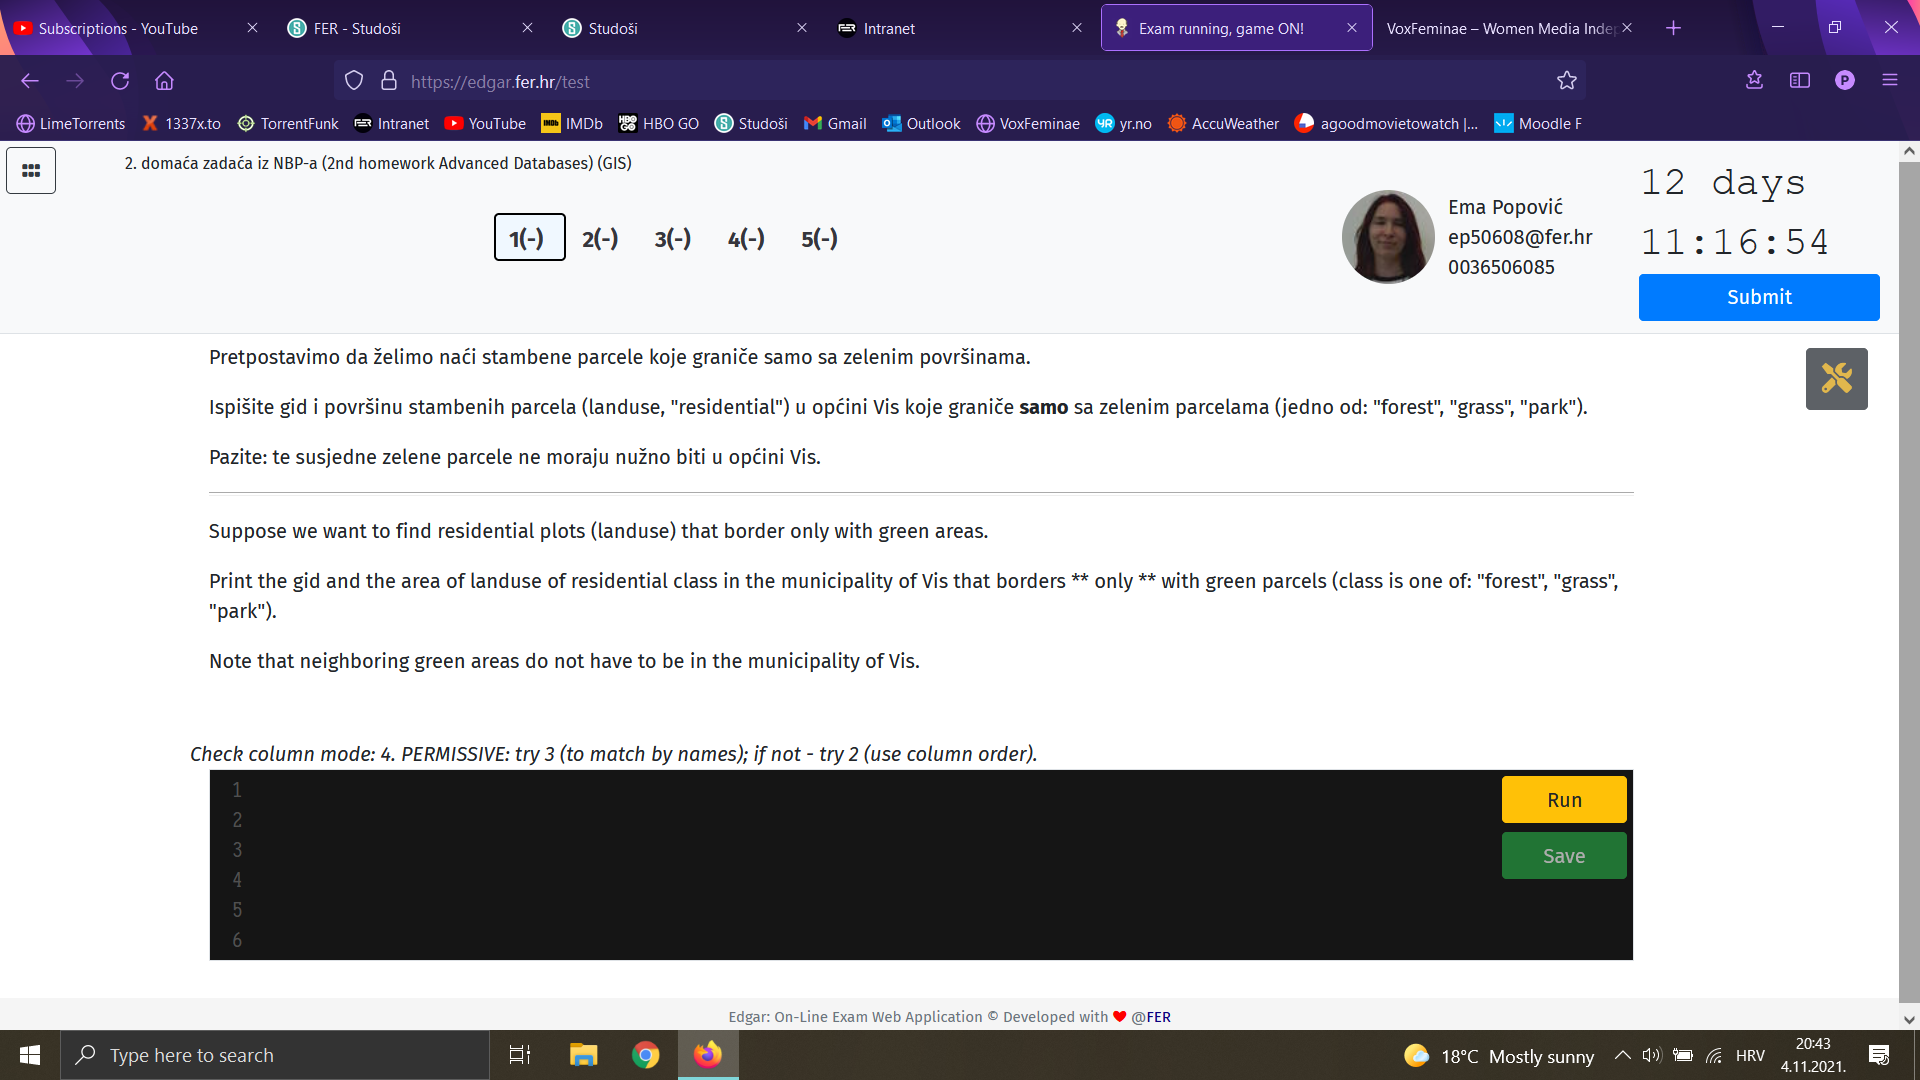 Subscriptions - YouTube
FER - Studoši
Studoši
Intranet
Exam running, game ON!
VoxFeminae – Women Media Indep
https://edgar.fer.hr/test
P
LimeTorrents
1337x.to
TorrentFunk
Intranet
YouTube
IMDb
HBO GO
Studoši
Gmail
Outlook
VoxFeminae
yr.no
AccuWeather
agoodmovietowatch |...
Moodle F
2. domaća zadaća iz NBP-a (2nd homework Advanced Databases) (GIS)
1(-) 2(-) 3(-) 4(-) 5(-)
Ema Popović
ep50608@fer.hr
0036506085
12 days
11:16:54
Submit
Pretpostavimo da želimo naći stambene parcele koje graniče samo sa zelenim površinama.
Ispišite gid i površinu stambenih parcela (landuse, "residential") u općini Vis koje graniče samo sa zelenim parcelama (jedno od: "forest", "grass", "park").
Pazite: te susjedne zelene parcele ne moraju nužno biti u općini Vis.
Suppose we want to find residential plots (landuse) that border only with green areas.
Print the gid and the area of landuse of residential class in the municipality of Vis that borders ** only ** with green parcels (class is one of: "forest", "grass",
"park").
Note that neighboring green areas do not have to be in the municipality of Vis.
Check column mode: 4. PERMISSIVE: try 3 (to match by names); if not - try 2 (use column order).
1
2
3
4
5
6
Run
Save
Edgar: On-Line Exam Web Application © Developed with ❤ @FER
Type here to search
18°C Mostly sunny
HRV
20:43
4.11.2021.